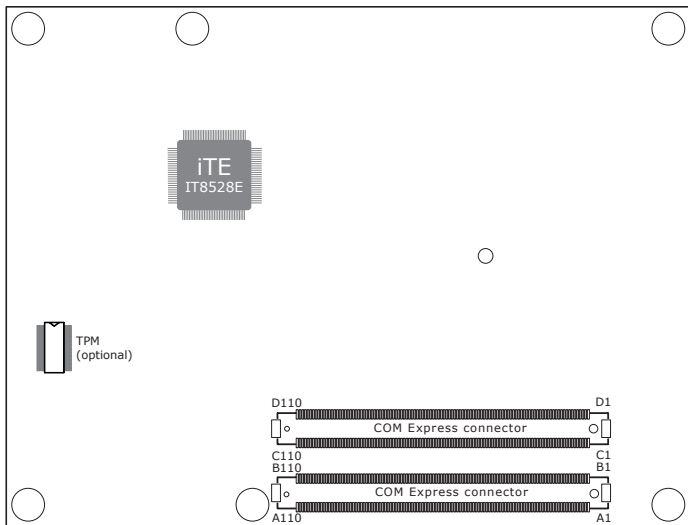 iTE
IT8528E
TPM
(optional)
D110
D1
COM Express connector
C110
C1
B110
B1
COM Express connector
A110
A1